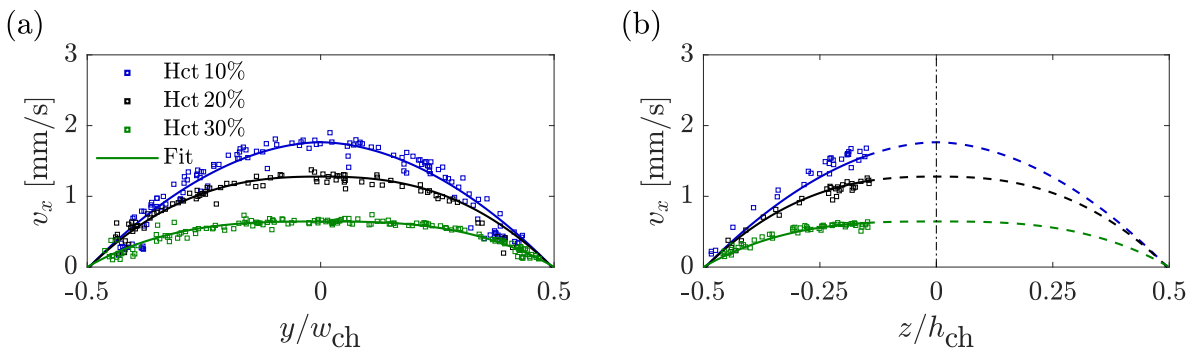 (a)
3
2
1
0
v_x [mm/s]
Hct 10%
Hct 20%
Hct 30%
Fit
-0.5 0 0.5
y/w_ch
(b)
3
2
1
0
v_x [mm/s]
-0.5 -0.25 0 0.25 0.5
z/h_ch